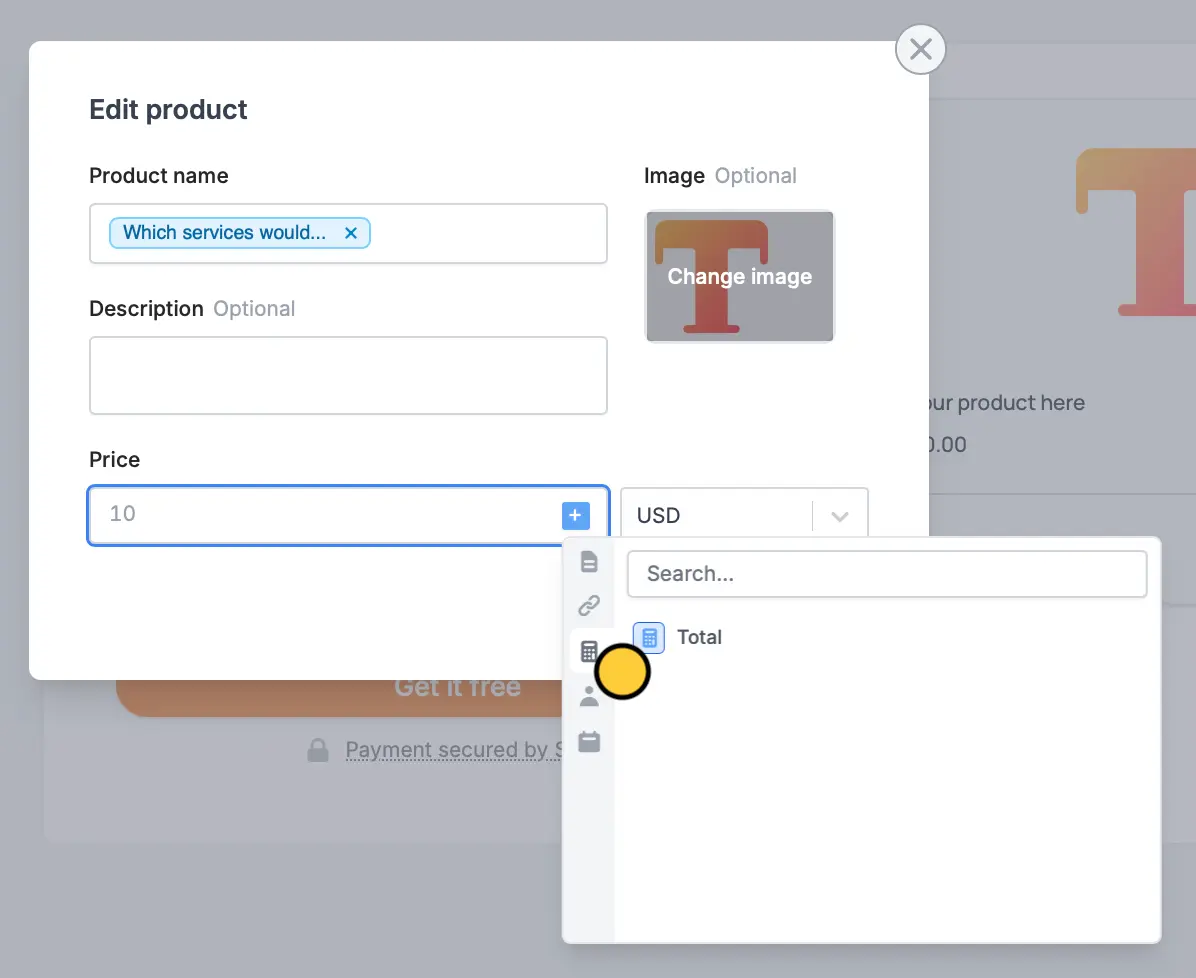 Edit product
Product name
Image Optional
Which services would...
Change image
Description Optional
our product here
0.00
Price
10
USD
Search...
Total
Get it free
Payment secured by S